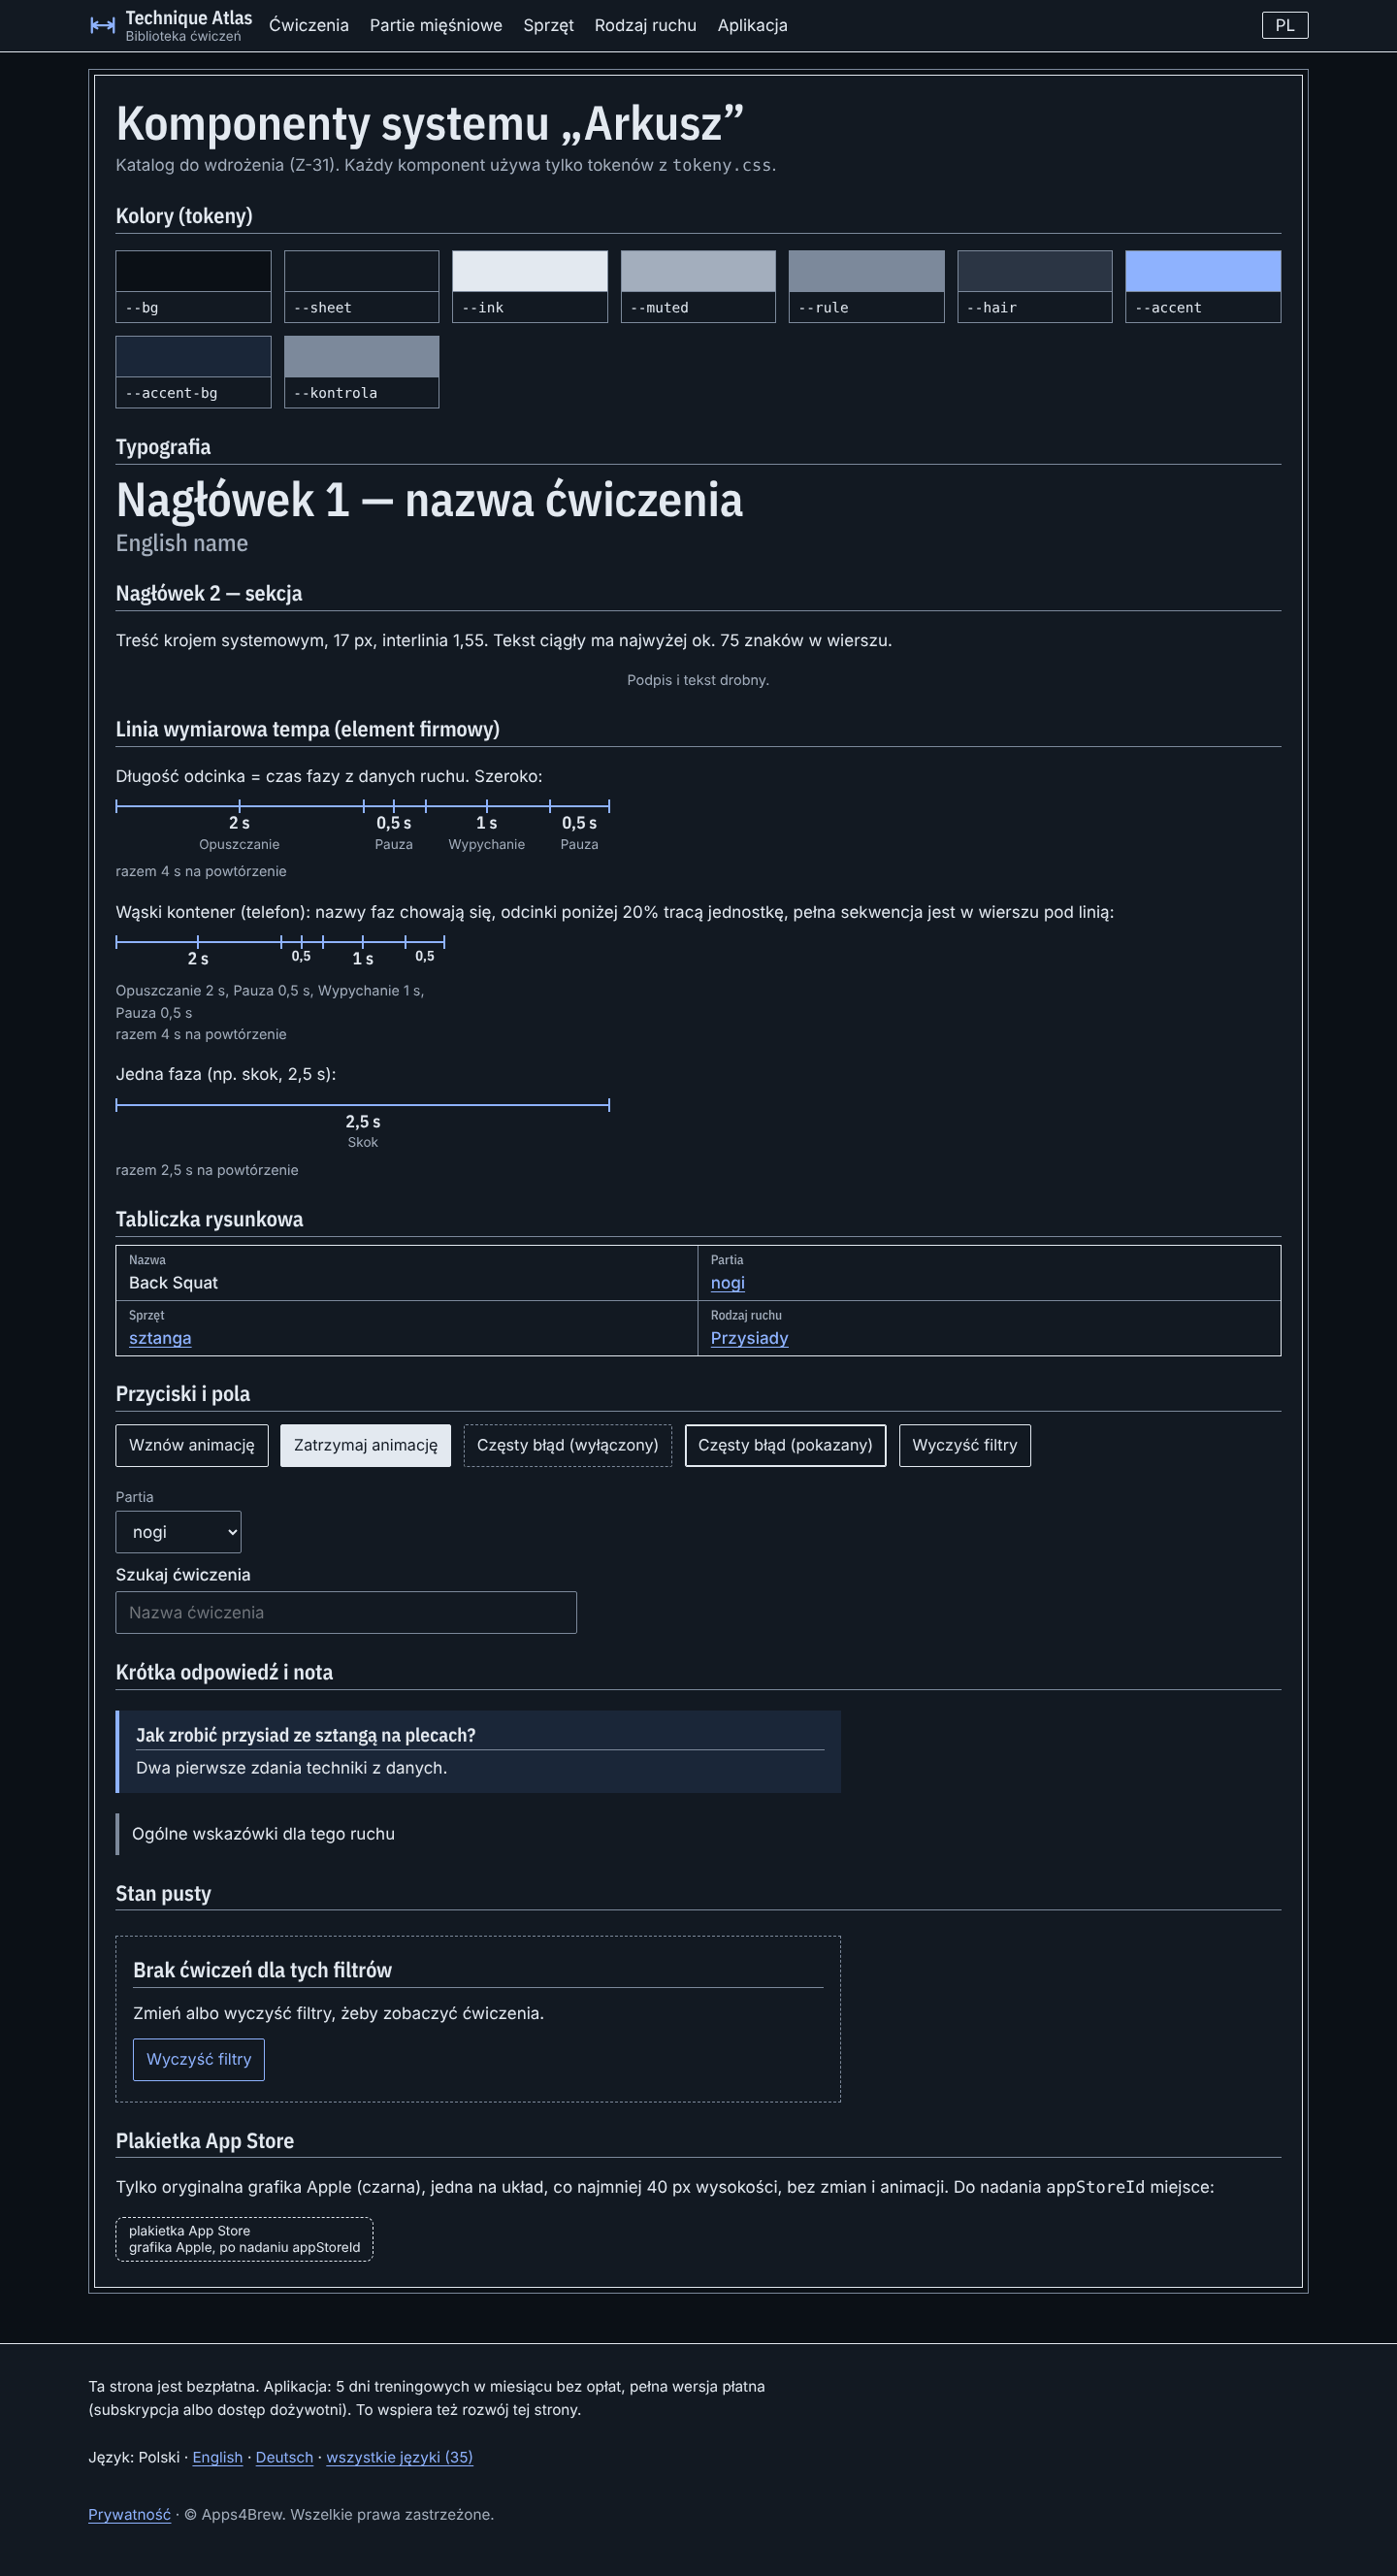 Technique Atlas
Biblioteka ćwiczeń
Ćwiczenia Partie mięśniowe Sprzęt Rodzaj ruchu Aplikacja
PL
Komponenty systemu „Arkusz”
Katalog do wdrożenia (Z-31). Każdy komponent używa tylko tokenów z tokeny.css.
Kolory (tokeny)
--bg --sheet --ink --muted --rule --hair --accent
--accent-bg --kontrola
Typografia
Nagłówek 1 — nazwa ćwiczenia
English name
Nagłówek 2 — sekcja
Treść krojem systemowym, 17 px, interlinia 1,55. Tekst ciągły ma najwyżej ok. 75 znaków w wierszu.
Podpis i tekst drobny.
Linia wymiarowa tempa (element firmowy)
Długość odcinka = czas fazy z danych ruchu. Szeroko:
2 s 0,5 s 1 s 0,5 s
Opuszczanie Pauza Wypychanie Pauza
razem 4 s na powtórzenie
Wąski kontener (telefon): nazwy faz chowają się, odcinki poniżej 20% tracą jednostkę, pełna sekwencja jest w wierszu pod linią:
2 s 0,5 1 s 0,5
Opuszczanie 2 s, Pauza 0,5 s, Wypychanie 1 s,
Pauza 0,5 s
razem 4 s na powtórzenie
Jedna faza (np. skok, 2,5 s):
2,5 s
Skok
razem 2,5 s na powtórzenie
Tabliczka rysunkowa
Nazwa Partia
Back Squat nogi
Sprzęt Rodzaj ruchu
sztanga Przysiady
Przyciski i pola
Wznów animację Zatrzymaj animację Częsty błąd (wyłączony) Częsty błąd (pokazany) Wyczyść filtry
Partia
nogi
Szukaj ćwiczenia
Nazwa ćwiczenia
Krótka odpowiedź i nota
Jak zrobić przysiad ze sztangą na plecach?
Dwa pierwsze zdania techniki z danych.
Ogólne wskazówki dla tego ruchu
Stan pusty
Brak ćwiczeń dla tych filtrów
Zmień albo wyczyść filtry, żeby zobaczyć ćwiczenia.
Wyczyść filtry
Plakietka App Store
Tylko oryginalna grafika Apple (czarna), jedna na układ, co najmniej 40 px wysokości, bez zmian i animacji. Do nadania appStoreId miejsce:
plakietka App Store
grafika Apple, po nadaniu appStoreId
Ta strona jest bezpłatna. Aplikacja: 5 dni treningowych w miesiącu bez opłat, pełna wersja płatna
(subskrypcja albo dostęp dożywotni). To wspiera też rozwój tej strony.
Język: Polski · English · Deutsch · wszystkie języki (35)
Prywatność · © Apps4Brew. Wszelkie prawa zastrzeżone.